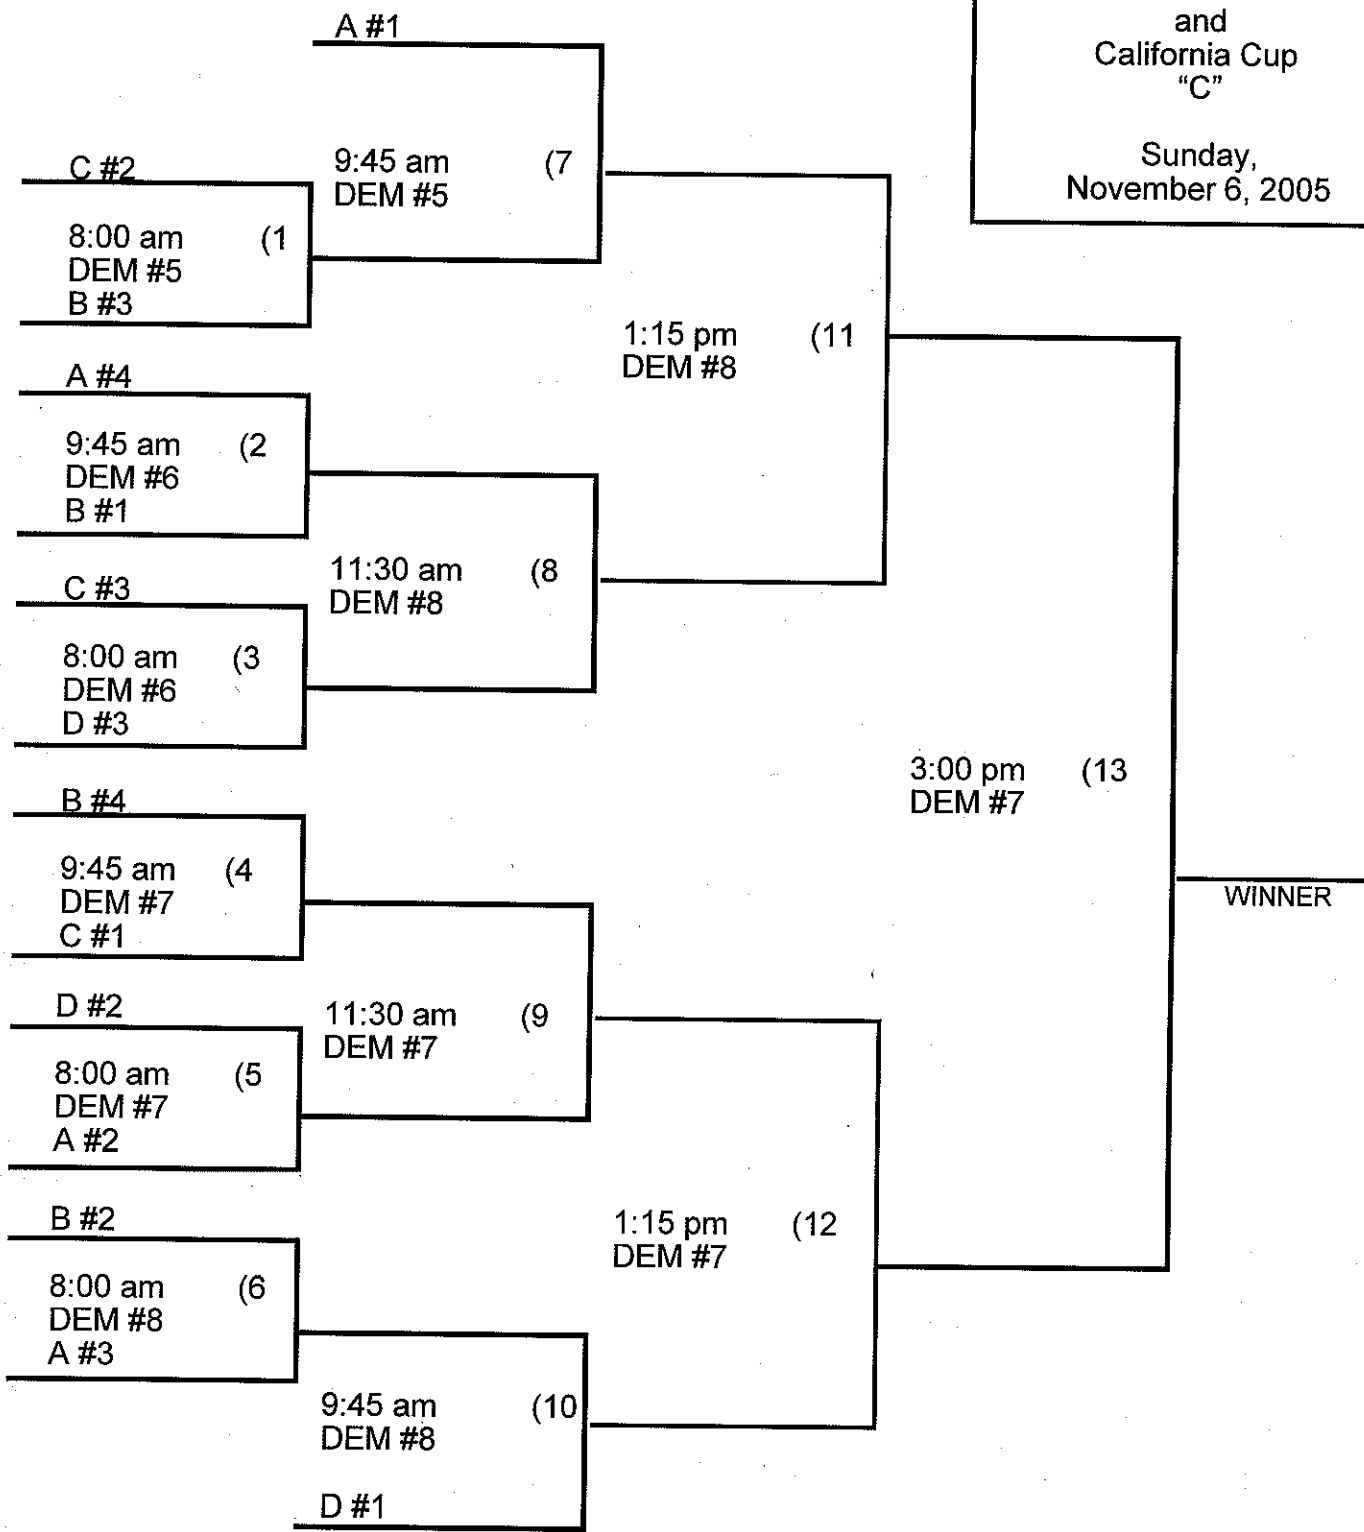 and
California Cup
“C”
Sunday,
November 6, 2005
A #1
9:45 am (7
DEM #5
C #2
8:00 am (1
DEM #5
B #3
1:15 pm (11
DEM #8
A #4
9:45 am (2
DEM #6
B #1
11:30 am (8
DEM #8
C #3
8:00 am (3
DEM #6
D #3
3:00 pm (13
DEM #7
WINNER
B #4
9:45 am (4
DEM #7
C #1
11:30 am (9
DEM #7
D #2
8:00 am (5
DEM #7
A #2
1:15 pm (12
DEM #7
B #2
8:00 am (6
DEM #8
A #3
9:45 am (10
DEM #8
D #1